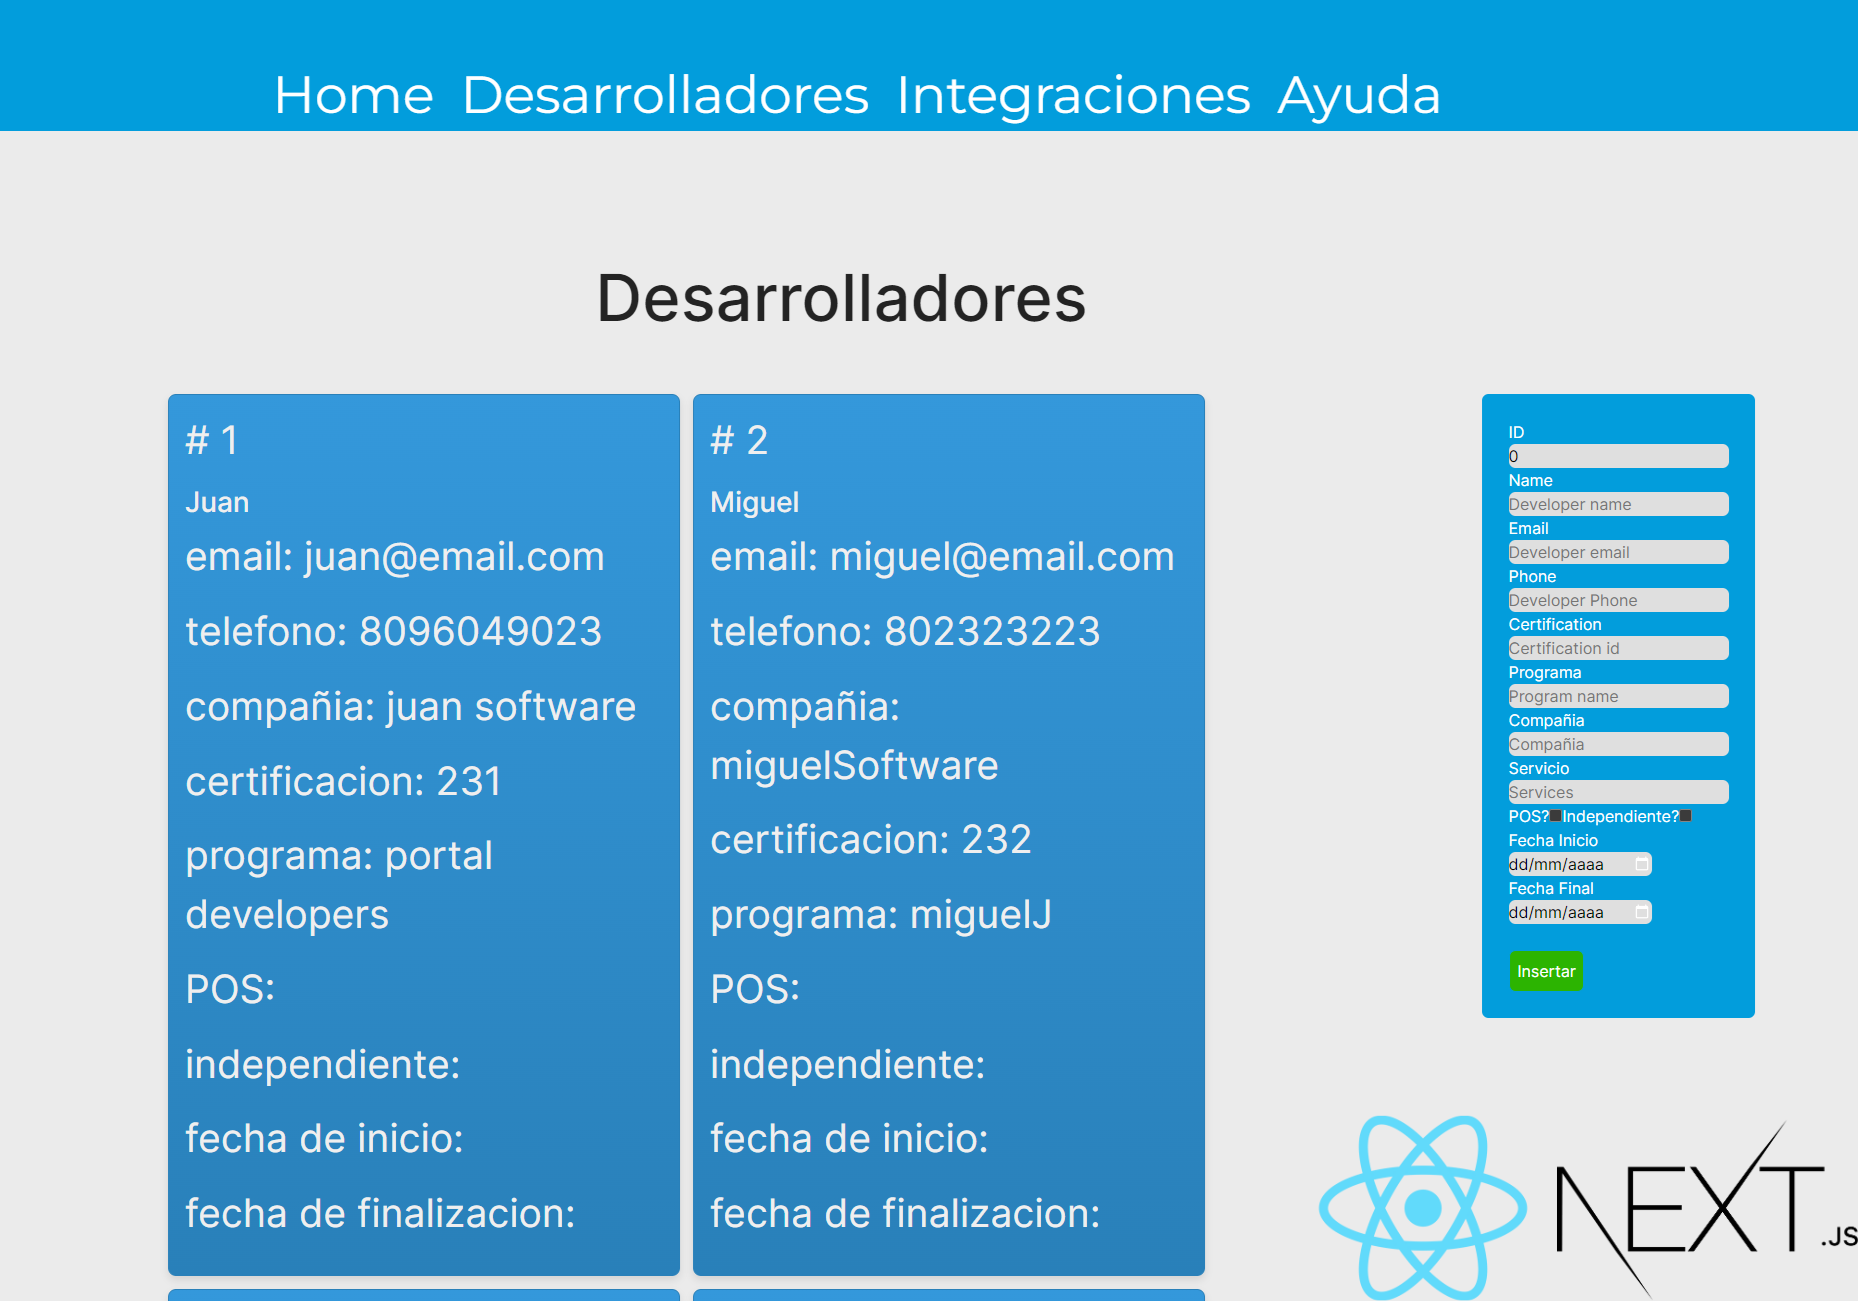 Home Desarrolladores Integraciones Ayuda
Desarrolladores
# 1
Juan
email: juan@email.com
telefono: 8096049023
compañia: juan software
certificacion: 231
programa: portal
developers
POS:
independiente:
fecha de inicio:
fecha de finalizacion:
# 2
Miguel
email: miguel@email.com
telefono: 802323223
compañia:
miguelSoftware
certificacion: 232
programa: miguelJ
POS:
independiente:
fecha de inicio:
fecha de finalizacion:
ID
0
Name
Developer name
Email
Developer email
Phone
Developer Phone
Certification
Certification id
Programa
Program name
Compañia
Compañia
Servicio
Services
POS? Independiente?
Fecha Inicio
dd/mm/aaaa
Fecha Final
dd/mm/aaaa
Insertar
NEXT.JS